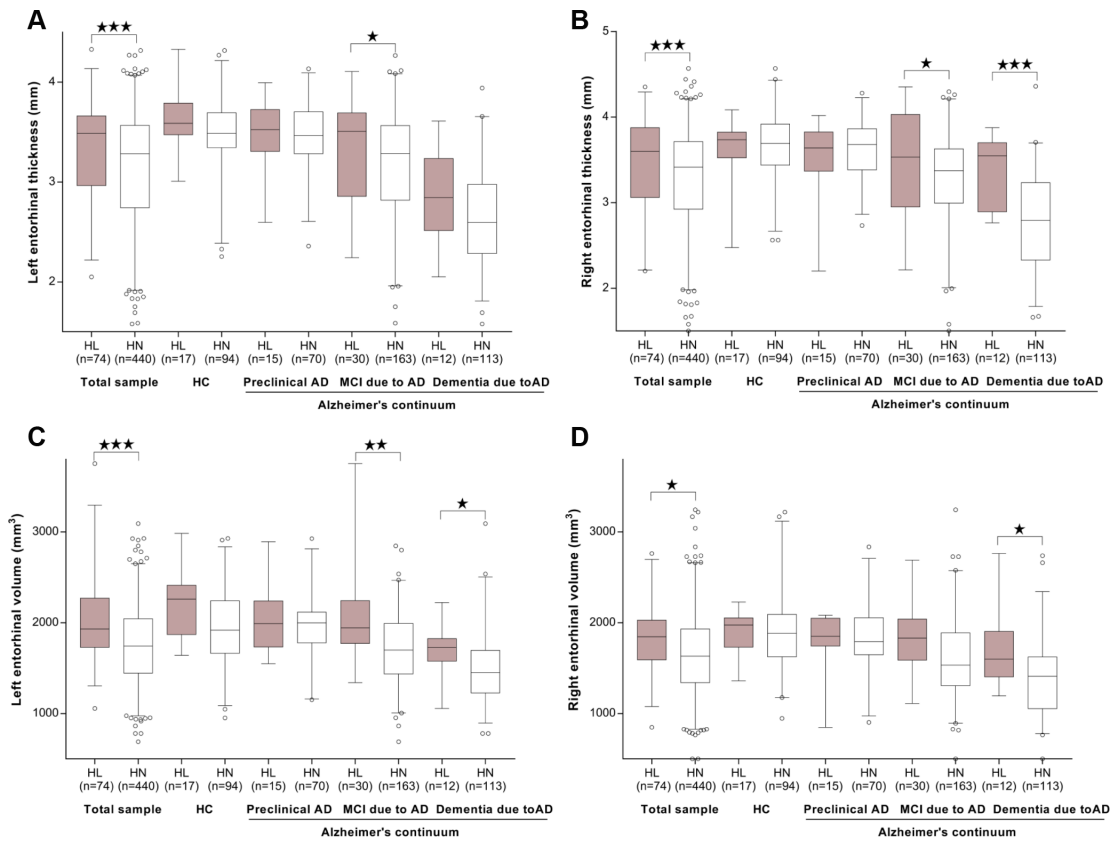 A
★★★
★
Left entorhinal thickness (mm)
4
3
2
HL HN HL HN HL HN HL HN HL HN
(n=74) (n=440) (n=17) (n=94) (n=15) (n=70) (n=30) (n=163) (n=12) (n=113)
Total sample HC Preclinical AD MCI due to AD Dementia due toAD
Alzheimer's continuum
B
★★★
★
★★★
Right entorhinal thickness (mm)
5
4
3
2
HL HN HL HN HL HN HL HN HL HN
(n=74) (n=440) (n=17) (n=94) (n=15) (n=70) (n=30) (n=163) (n=12) (n=113)
Total sample HC Preclinical AD MCI due to AD Dementia due toAD
Alzheimer's continuum
C
★★★
★★
★
Left entorhinal volume (mm³)
3000
2000
1000
HL HN HL HN HL HN HL HN HL HN
(n=74) (n=440) (n=17) (n=94) (n=15) (n=70) (n=30) (n=163) (n=12) (n=113)
Total sample HC Preclinical AD MCI due to AD Dementia due toAD
Alzheimer's continuum
D
★
★
Right entorhinal volume (mm³)
3000
2000
1000
HL HN HL HN HL HN HL HN HL HN
(n=74) (n=440) (n=17) (n=94) (n=15) (n=70) (n=30) (n=163) (n=12) (n=113)
Total sample HC Preclinical AD MCI due to AD Dementia due toAD
Alzheimer's continuum